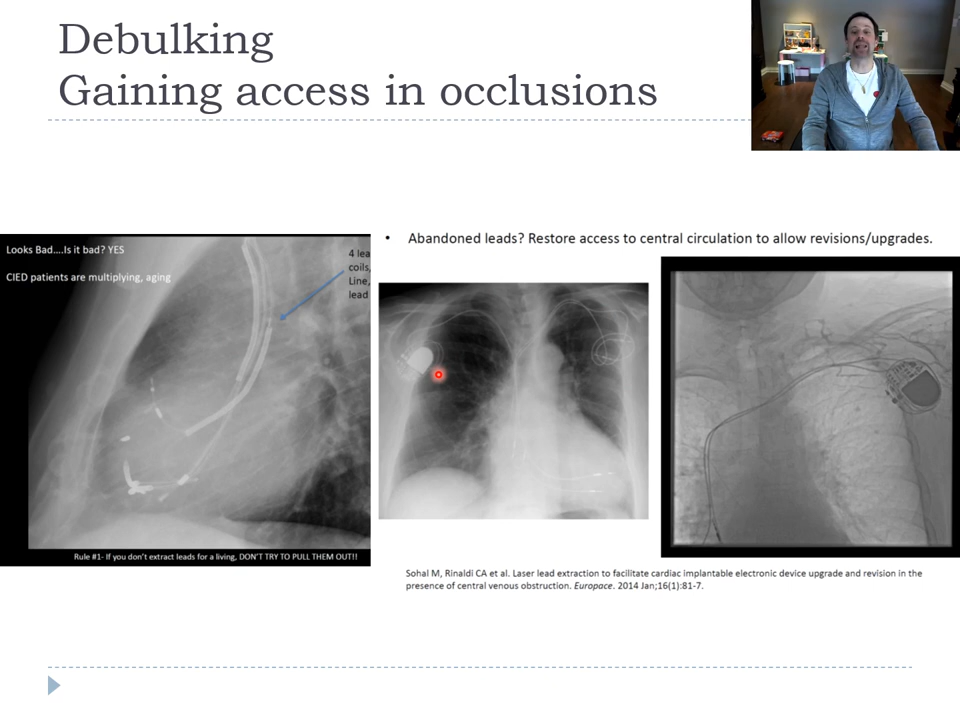 Debulking
Gaining access in occlusions
Looks Bad....Is it bad? YES
CIED patients are multiplying, aging
4 lea
coils,
Line,
lead
Rule #1- If you don't extract leads for a living, DON'T TRY TO PULL THEM OUT!!
• Abandoned leads? Restore access to central circulation to allow revisions/upgrades.
Sohal M, Rinaldi CA et al. Laser lead extraction to facilitate cardiac implantable electronic device upgrade and revision in the
presence of central venous obstruction. Europace. 2014 Jan;16(1):81-7.